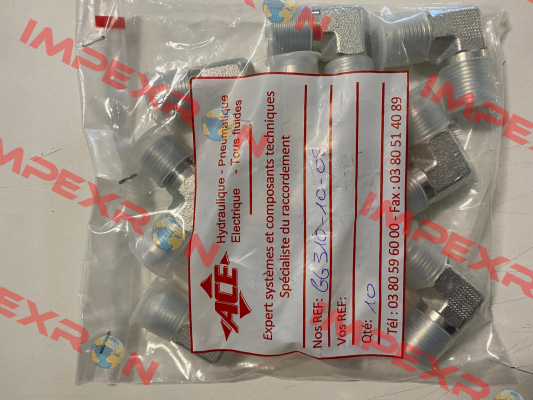 ACE
Hydraulique - Pneumatique
Electrique - Tous fluides
Expert systèmes et composants techniques
Spécialiste du raccordement
Nos REF: GG310-10-08
Vos REF:
Qté: 10
Tél : 03 80 59 60 00 - Fax : 03 80 51 40 89
IMPEXRON
IMPEXRON
IMPEXRON
IMPEXRON